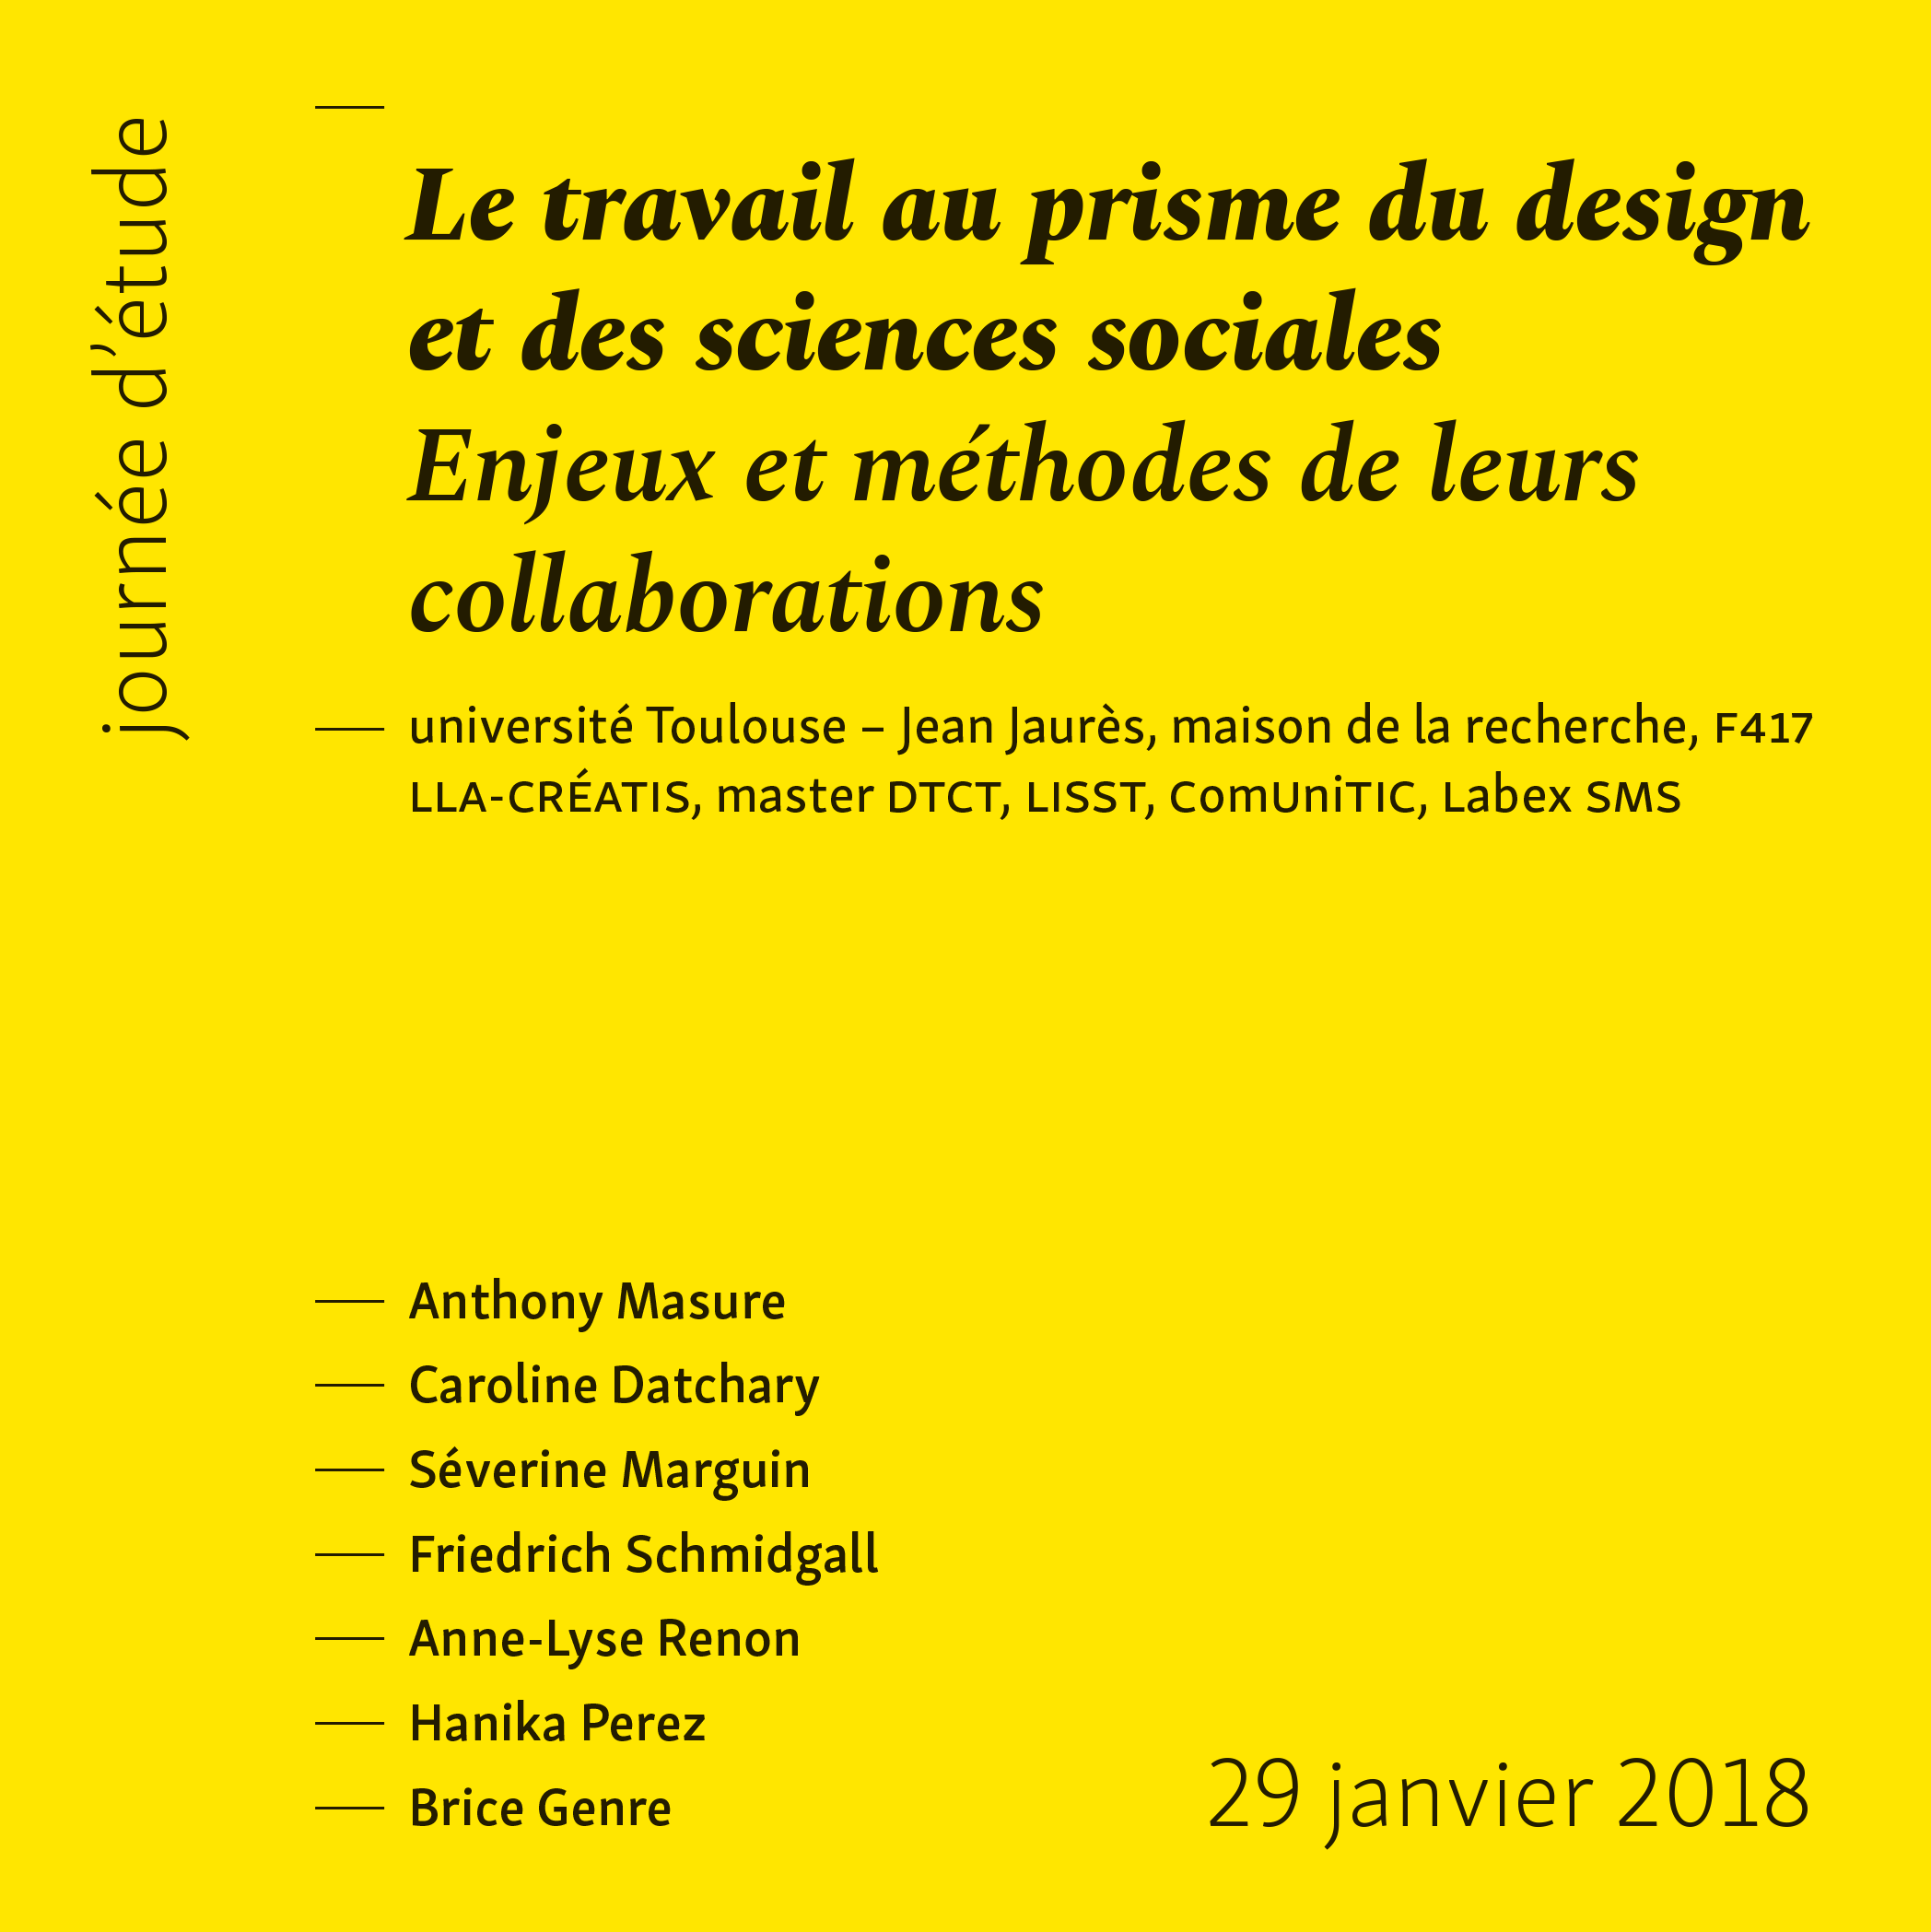 journée d’étude
Le travail au prisme du design
et des sciences sociales
Enjeux et méthodes de leurs
collaborations
université Toulouse – Jean Jaurès, maison de la recherche, F417
LLA-CRÉATIS, master DTCT, LISST, ComUniTIC, Labex SMS
Anthony Masure
Caroline Datchary
Séverine Marguin
Friedrich Schmidgall
Anne-Lyse Renon
Hanika Perez
Brice Genre
29 janvier 2018